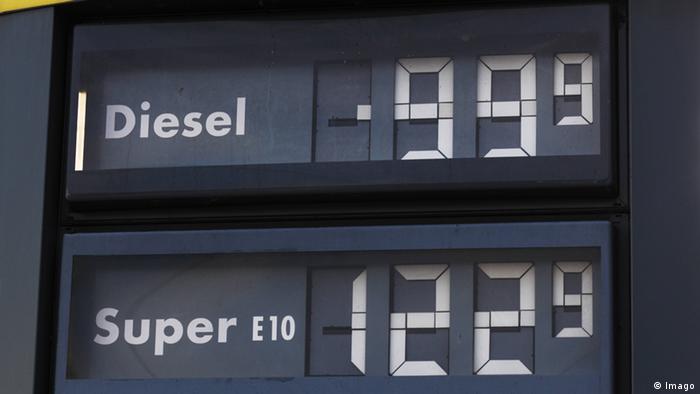 Diesel 99⁹
Super E10 122⁹
© Imago